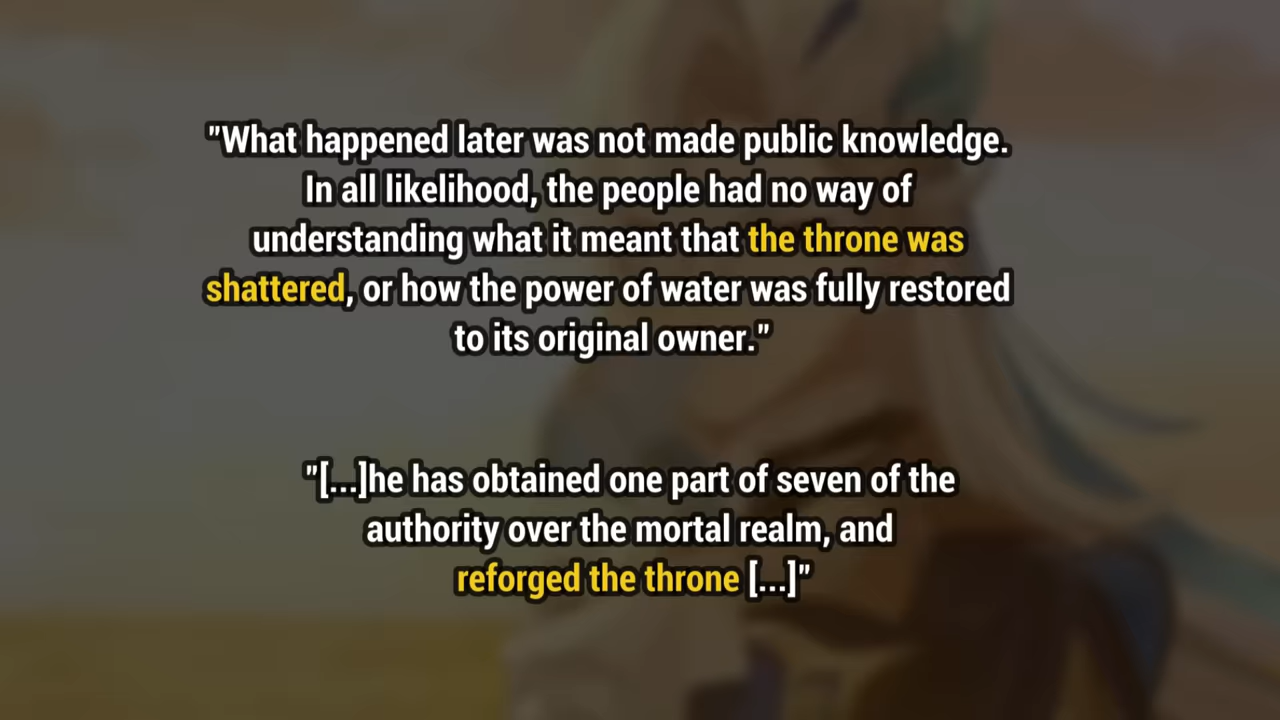 "What happened later was not made public knowledge.
In all likelihood, the people had no way of
understanding what it meant that the throne was
shattered, or how the power of water was fully restored
to its original owner."
"[...]he has obtained one part of seven of the
authority over the mortal realm, and
reforged the throne [...]"